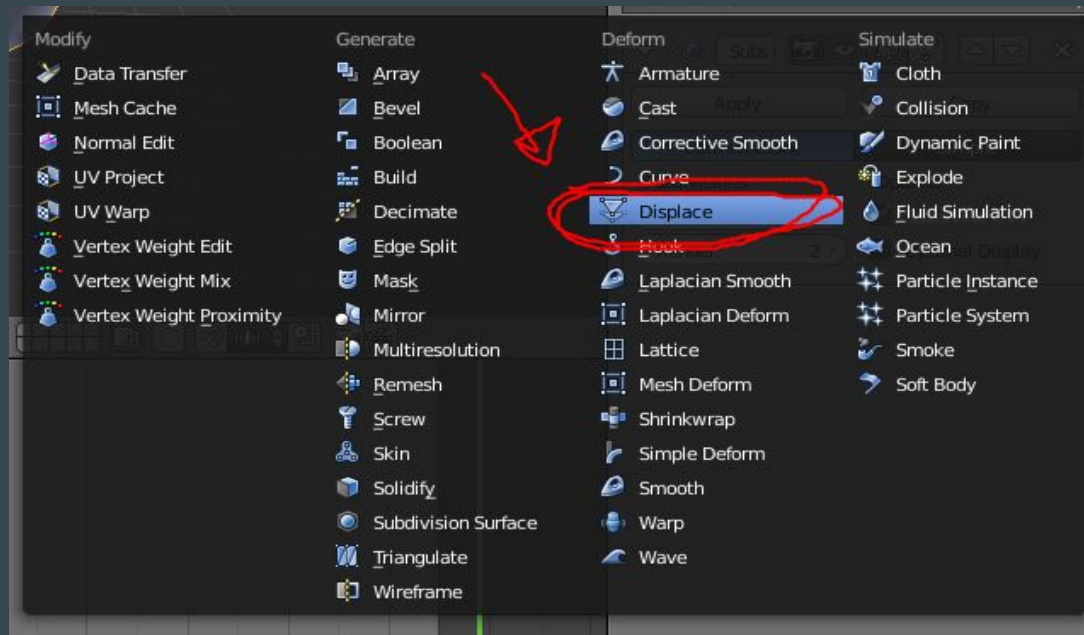 Modify
Data Transfer
Mesh Cache
Normal Edit
UV Project
UV Warp
Vertex Weight Edit
Vertex Weight Mix
Vertex Weight Proximity
Generate
Array
Bevel
Boolean
Build
Decimate
Edge Split
Mask
Mirror
Multiresolution
Remesh
Screw
Skin
Solidify
Subdivision Surface
Triangulate
Wireframe
Deform
Armature
Cast
Corrective Smooth
Curve
Displace
Hook
Laplacian Smooth
Laplacian Deform
Lattice
Mesh Deform
Shrinkwrap
Simple Deform
Smooth
Warp
Wave
Simulate
Cloth
Collision
Dynamic Paint
Explode
Fluid Simulation
Ocean
Particle Instance
Particle System
Smoke
Soft Body
Subs
Apply
2
Display